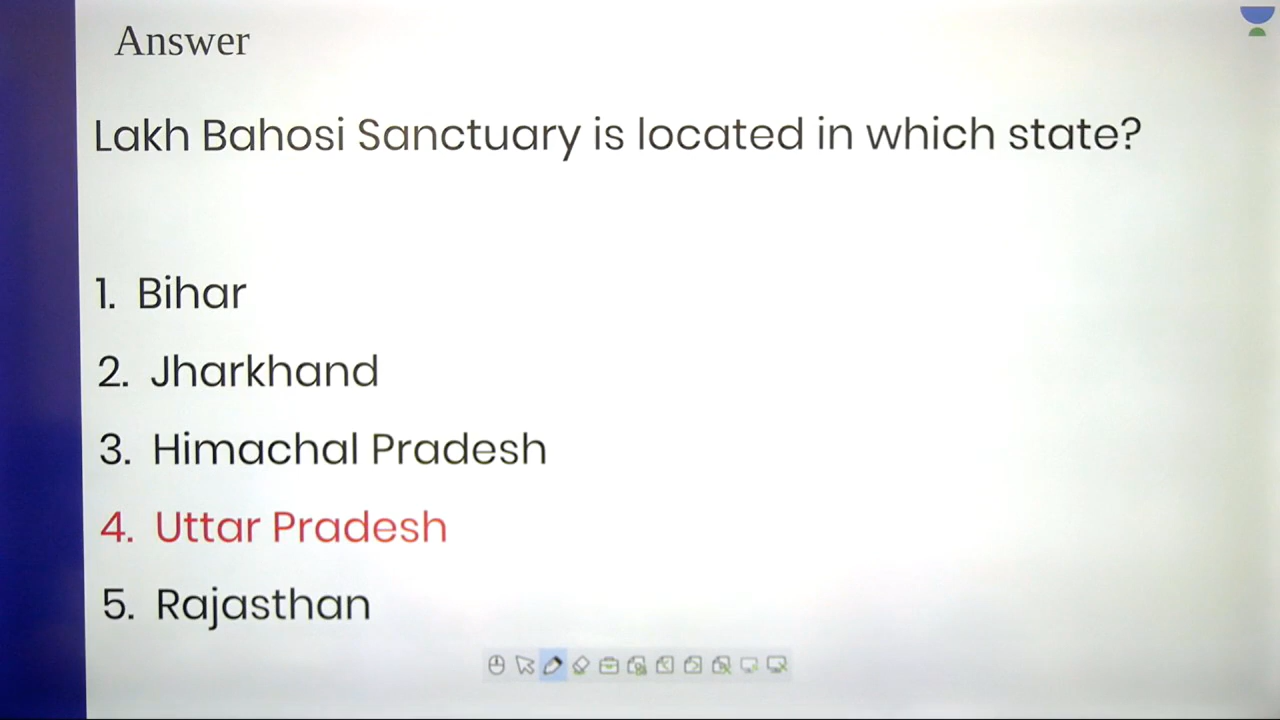 Answer
Lakh Bahosi Sanctuary is located in which state?
1. Bihar
2. Jharkhand
3. Himachal Pradesh
4. Uttar Pradesh
5. Rajasthan